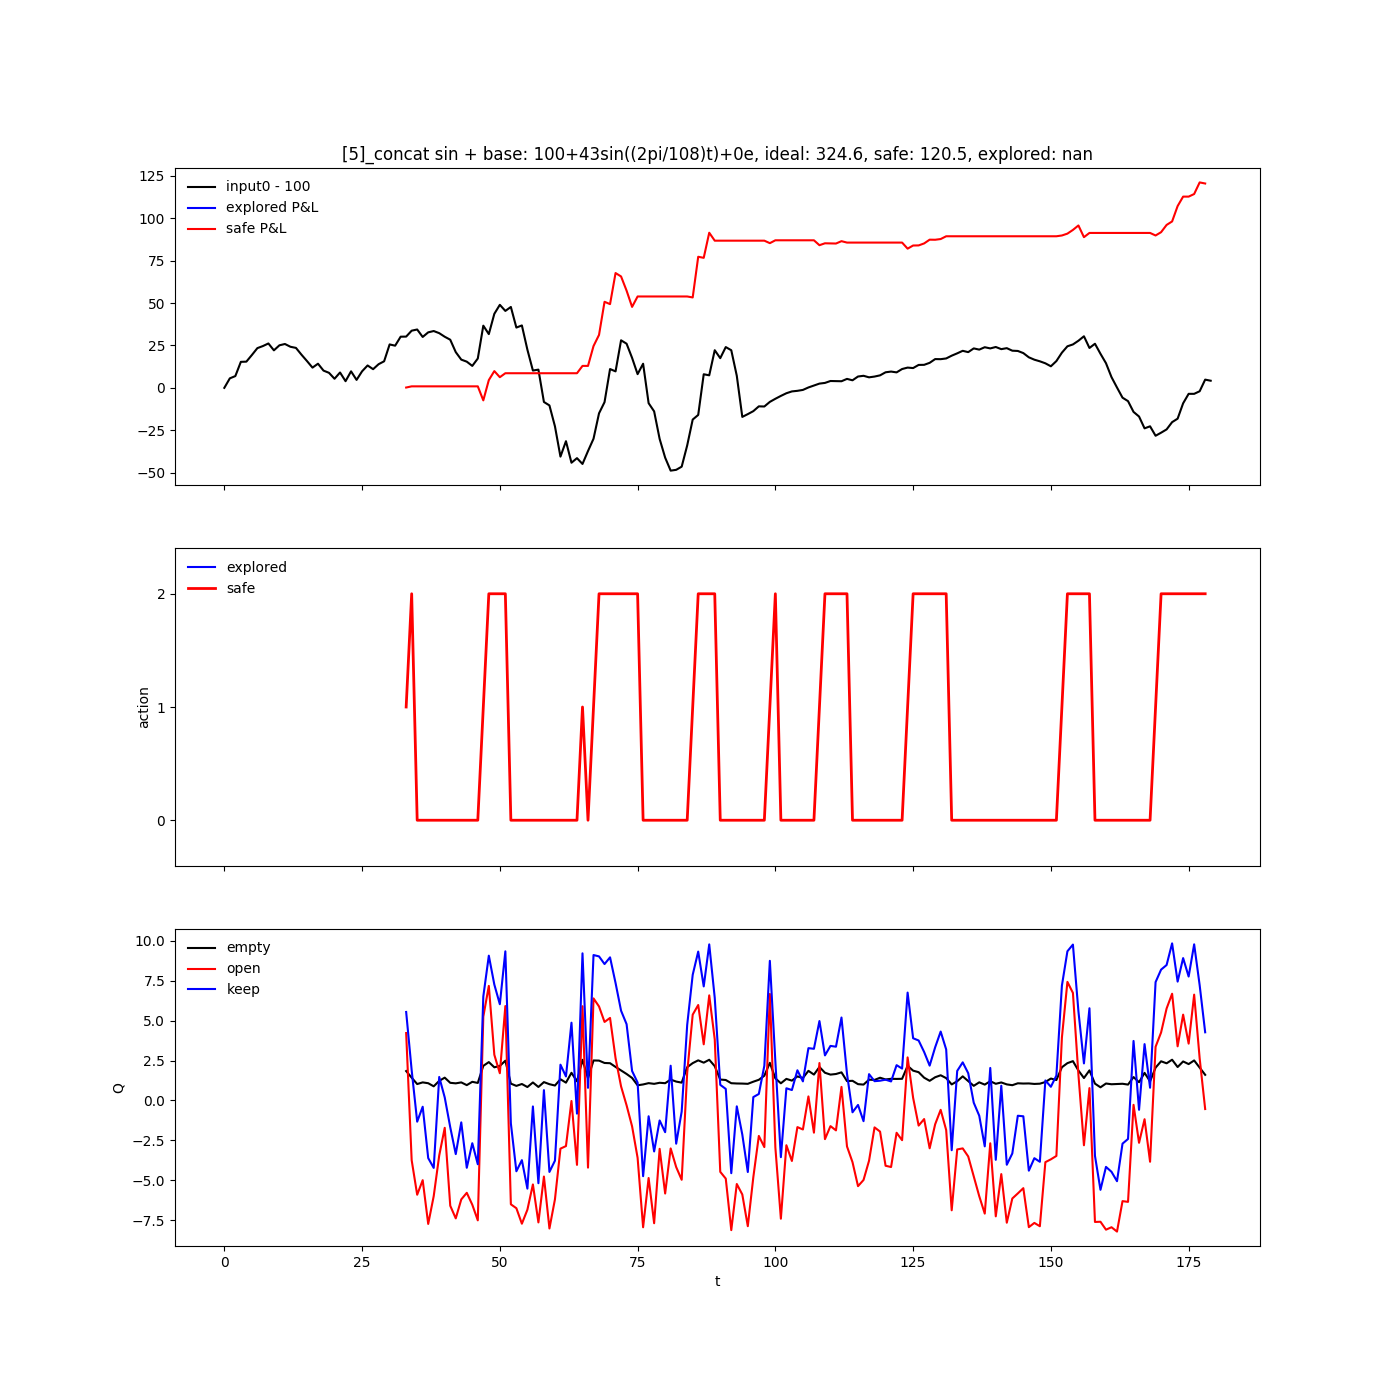 [5]_concat sin + base: 100+43sin((2pi/108)t)+0e, ideal: 324.6, safe: 120.5, explored: nan
125
100
75
50
25
0
−25
−50
input0 - 100
explored P&L
safe P&L
action
2
1
0
explored
safe
Q
10.0
7.5
5.0
2.5
0.0
−2.5
−5.0
−7.5
empty
open
keep
0 25 50 75 100 125 150 175
t